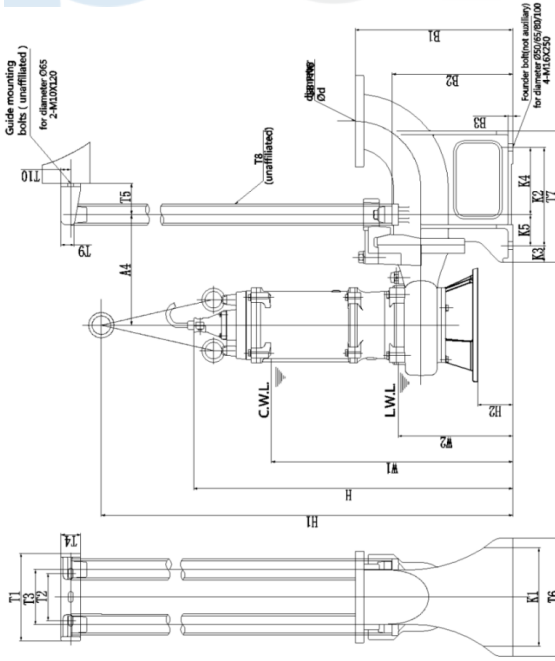 Guide mounting
bolts ( unaffiliated )
for diameter Ø65
2-M10X120
T10
T5
T9
A4
T8
(unaffiliated)
Ød
B1
B2
B3
Founder bolt(not auxiliary)
for diameter Ø50/65/80/100
4-M16X250
K4
K2
T7
K5
K3
C.W.L.
L.W.L.
H2
W2
W1
H
H1
T4
T1
T3
T2
K1
T6